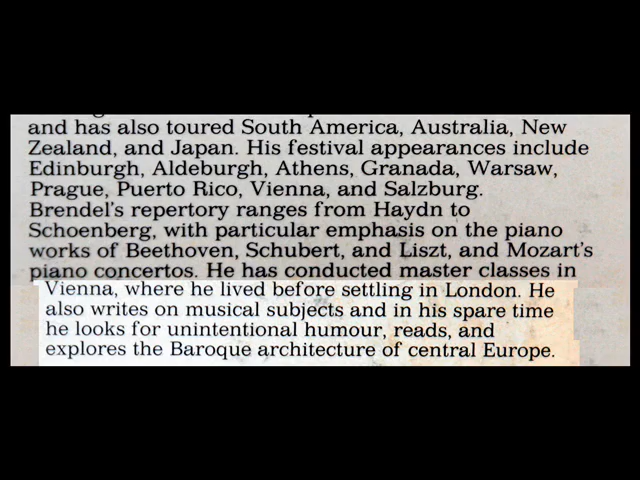 and has also toured South America, Australia, New
Zealand, and Japan. His festival appearances include
Edinburgh, Aldeburgh, Athens, Granada, Warsaw,
Prague, Puerto Rico, Vienna, and Salzburg.
Brendel's repertory ranges from Haydn to
Schoenberg, with particular emphasis on the piano
works of Beethoven, Schubert, and Liszt, and Mozart's
piano concertos. He has conducted master classes in
Vienna, where he lived before settling in London. He
also writes on musical subjects and in his spare time
he looks for unintentional humour, reads, and
explores the Baroque architecture of central Europe.